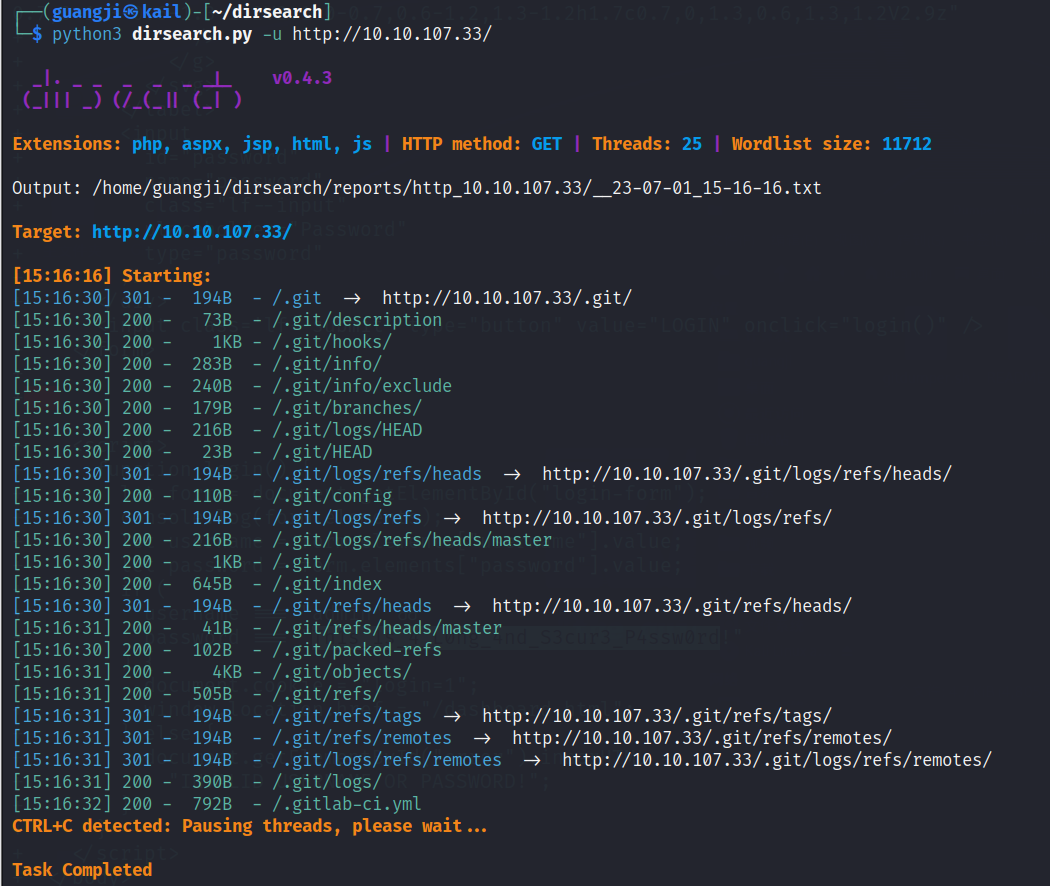 ┌──(guangji㉿kail)-[~/dirsearch]
└─$ python3 dirsearch.py -u http://10.10.107.33/
  _|. _ _  _  _  _ _|_    v0.4.3
 (_||| _) (/_(_|| (_| )
Extensions: php, aspx, jsp, html, js | HTTP method: GET | Threads: 25 | Wordlist size: 11712
Output: /home/guangji/dirsearch/reports/http_10.10.107.33/__23-07-01_15-16-16.txt
Target: http://10.10.107.33/
[15:16:16] Starting:
[15:16:30] 301 -  194B  - /.git  →  http://10.10.107.33/.git/
[15:16:30] 200 -   73B  - /.git/description
[15:16:30] 200 -    1KB - /.git/hooks/
[15:16:30] 200 -  283B  - /.git/info/
[15:16:30] 200 -  240B  - /.git/info/exclude
[15:16:30] 200 -  179B  - /.git/branches/
[15:16:30] 200 -  216B  - /.git/logs/HEAD
[15:16:30] 200 -   23B  - /.git/HEAD
[15:16:30] 301 -  194B  - /.git/logs/refs/heads  →  http://10.10.107.33/.git/logs/refs/heads/
[15:16:30] 200 -  110B  - /.git/config
[15:16:30] 301 -  194B  - /.git/logs/refs  →  http://10.10.107.33/.git/logs/refs/
[15:16:30] 200 -  216B  - /.git/logs/refs/heads/master
[15:16:30] 200 -    1KB - /.git/
[15:16:30] 200 -  645B  - /.git/index
[15:16:30] 301 -  194B  - /.git/refs/heads  →  http://10.10.107.33/.git/refs/heads/
[15:16:31] 200 -   41B  - /.git/refs/heads/master
[15:16:30] 200 -  102B  - /.git/packed-refs
[15:16:31] 200 -    4KB - /.git/objects/
[15:16:31] 200 -  505B  - /.git/refs/
[15:16:31] 301 -  194B  - /.git/refs/tags  →  http://10.10.107.33/.git/refs/tags/
[15:16:31] 301 -  194B  - /.git/refs/remotes  →  http://10.10.107.33/.git/refs/remotes/
[15:16:31] 301 -  194B  - /.git/logs/refs/remotes  →  http://10.10.107.33/.git/logs/refs/remotes/
[15:16:31] 200 -  390B  - /.git/logs/
[15:16:32] 200 -  792B  - /.gitlab-ci.yml
CTRL+C detected: Pausing threads, please wait...
Task Completed